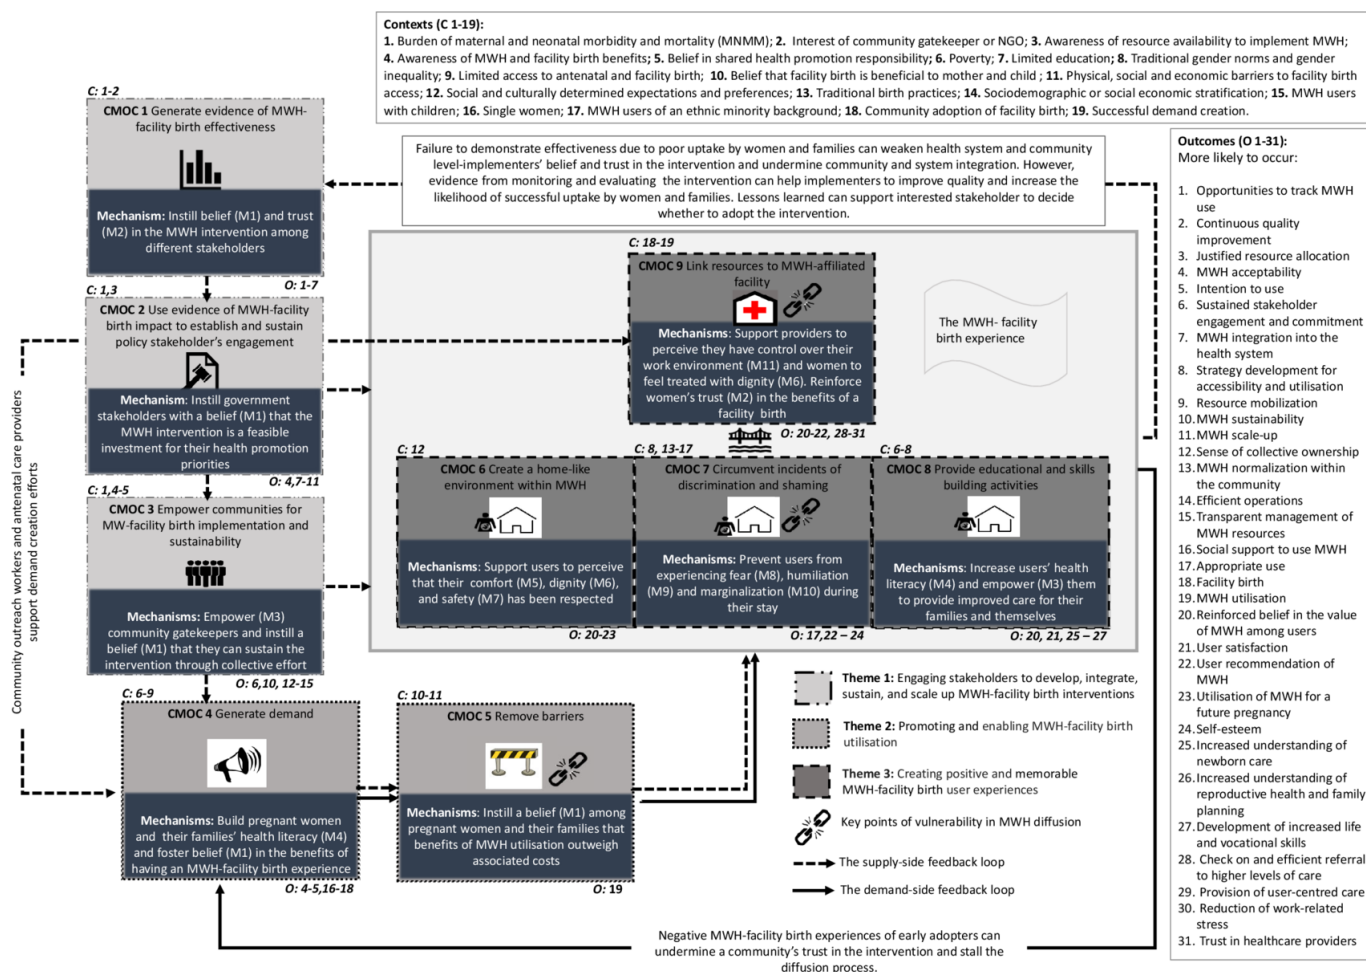 Contexts (C 1-19):
1. Burden of maternal and neonatal morbidity and mortality (MNMM); 2. Interest of community gatekeeper or NGO; 3. Awareness of resource availability to implement MWH;
4. Awareness of MWH and facility birth benefits; 5. Belief in shared health promotion responsibility; 6. Poverty; 7. Limited education; 8. Traditional gender norms and gender
inequality; 9. Limited access to antenatal and facility birth; 10. Belief that facility birth is beneficial to mother and child ; 11. Physical, social and economic barriers to facility birth
access; 12. Social and culturally determined expectations and preferences; 13. Traditional birth practices; 14. Sociodemographic or social economic stratification; 15. MWH users
with children; 16. Single women; 17. MWH users of an ethnic minority background; 18. Community adoption of facility birth; 19. Successful demand creation.
C: 1-2
CMOC 1 Generate evidence of MWH-
facility birth effectiveness
Mechanism: Instill belief (M1) and trust
(M2) in the MWH intervention among
different stakeholders
O: 1-7
Failure to demonstrate effectiveness due to poor uptake by women and families can weaken health system and community
level-implementers' belief and trust in the intervention and undermine community and system integration. However,
evidence from monitoring and evaluating the intervention can help implementers to improve quality and increase the
likelihood of successful uptake by women and families. Lessons learned can support interested stakeholder to decide
whether to adopt the intervention.
C: 1,3
CMOC 2 Use evidence of MWH-facility
birth impact to establish and sustain
policy stakeholder's engagement
Mechanism: Instill government
stakeholders with a belief (M1) that the
MWH intervention is a feasible
investment for their health promotion
priorities
O: 4,7-11
C: 1,4-5
CMOC 3 Empower communities for
MW-facility birth implementation and
sustainability
Mechanisms: Empower (M3)
community gatekeepers and instill a
belief (M1) that they can sustain the
intervention through collective effort
O: 6,10, 12-15
Community outreach workers and antenatal care providers
support demand creation efforts
C: 6-9
CMOC 4 Generate demand
Mechanisms: Build pregnant women
and their families' health literacy (M4)
and foster belief (M1) in the benefits of
having an MWH-facility birth experience
O: 4-5,16-18
C: 10-11
CMOC 5 Remove barriers
Mechanisms: Instill a belief (M1) among
pregnant women and their families that
benefits of MWH utilisation outweigh
associated costs
O: 19
C: 18-19
CMOC 9 Link resources to MWH-affiliated
facility
Mechanisms: Support providers to
perceive they have control over their
work environment (M11) and women to
feel treated with dignity (M6). Reinforce
women's trust (M2) in the benefits of a
facility birth
O: 20-22, 28-31
The MWH- facility
birth experience
C: 12
CMOC 6 Create a home-like
environment within MWH
Mechanisms: Support users to perceive
that their comfort (M5), dignity (M6),
and safety (M7) has been respected
O: 20-23
C: 8, 13-17
CMOC 7 Circumvent incidents of
discrimination and shaming
Mechanisms: Prevent users from
experiencing fear (M8), humiliation
(M9) and marginalization (M10) during
their stay
O: 17,22 – 24
C: 6-8
CMOC 8 Provide educational and skills
building activities
Mechanisms: Increase users' health
literacy (M4) and empower (M3) them
to provide improved care for their
families and themselves
O: 20, 21, 25 – 27
Theme 1: Engaging stakeholders to develop, integrate,
sustain, and scale up MWH-facility birth interventions
Theme 2: Promoting and enabling MWH-facility birth
utilisation
Theme 3: Creating positive and memorable
MWH-facility birth user experiences
Key points of vulnerability in MWH diffusion
The supply-side feedback loop
The demand-side feedback loop
Negative MWH-facility birth experiences of early adopters can
undermine a community's trust in the intervention and stall the
diffusion process.
Outcomes (O 1-31):
More likely to occur:
1. Opportunities to track MWH
use
2. Continuous quality
improvement
3. Justified resource allocation
4. MWH acceptability
5. Intention to use
6. Sustained stakeholder
engagement and commitment
7. MWH integration into the
health system
8. Strategy development for
accessibility and utilisation
9. Resource mobilization
10. MWH sustainability
11. MWH scale-up
12. Sense of collective ownership
13. MWH normalization within
the community
14. Efficient operations
15. Transparent management of
MWH resources
16. Social support to use MWH
17. Appropriate use
18. Facility birth
19. MWH utilisation
20. Reinforced belief in the value
of MWH among users
21. User satisfaction
22. User recommendation of
MWH
23. Utilisation of MWH for a
future pregnancy
24. Self-esteem
25. Increased understanding of
newborn care
26. Increased understanding of
reproductive health and family
planning
27. Development of increased life
and vocational skills
28. Check on and efficient referral
to higher levels of care
29. Provision of user-centred care
30. Reduction of work-related
stress
31. Trust in healthcare providers